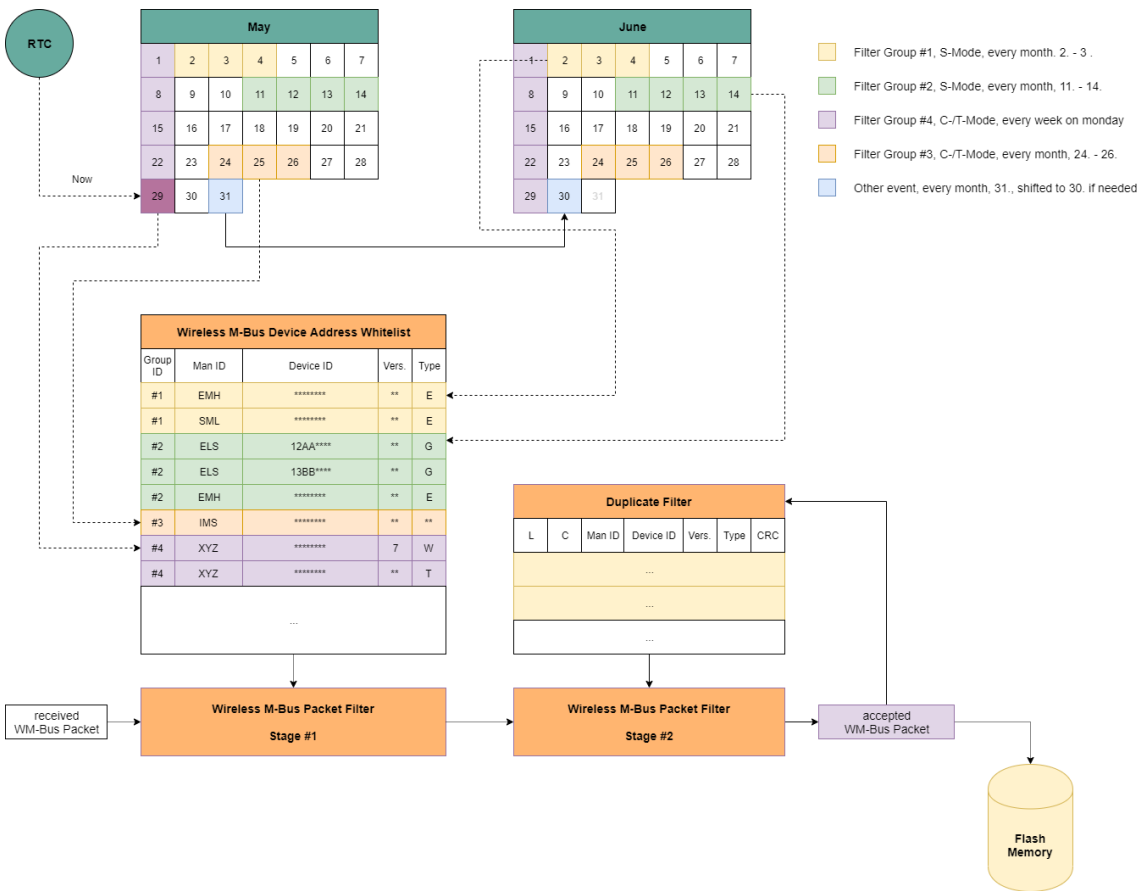 RTC
May
1 2 3 4 5 6 7
8 9 10 11 12 13 14
15 16 17 18 19 20 21
22 23 24 25 26 27 28
29 30 31
Now
June
1 2 3 4 5 6 7
8 9 10 11 12 13 14
15 16 17 18 19 20 21
22 23 24 25 26 27 28
29 30 31
Filter Group #1, S-Mode, every month. 2. - 3 .
Filter Group #2, S-Mode, every month, 11. - 14.
Filter Group #4, C-/T-Mode, every week on monday
Filter Group #3, C-/T-Mode, every month, 24. - 26.
Other event, every month, 31., shifted to 30. if needed
Wireless M-Bus Device Address Whitelist
Group ID Man ID Device ID Vers. Type
#1 EMH ******** ** E
#1 SML ******** ** E
#2 ELS 12AA**** ** G
#2 ELS 13BB**** ** G
#2 EMH ******** ** E
#3 IMS ******** ** **
#4 XYZ ******** 7 W
#4 XYZ ******** ** T
...
Duplicate Filter
L C Man ID Device ID Vers. Type CRC
...
...
...
received
WM-Bus Packet
Wireless M-Bus Packet Filter
Stage #1
Wireless M-Bus Packet Filter
Stage #2
accepted
WM-Bus Packet
Flash
Memory